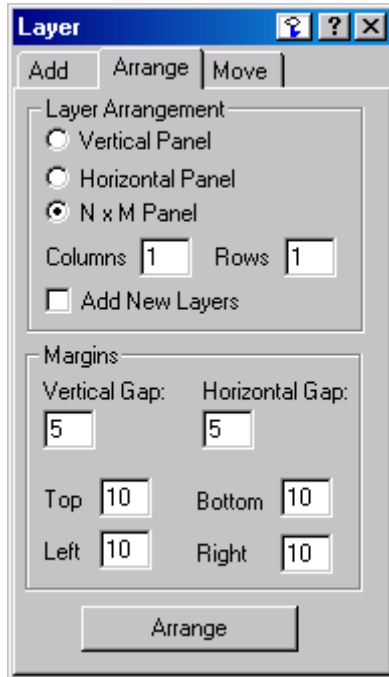 Layer ?
Add Arrange Move
Layer Arrangement
Vertical Panel
Horizontal Panel
N x M Panel
Columns 1 Rows 1
Add New Layers
Margins
Vertical Gap: Horizontal Gap:
5 5
Top 10 Bottom 10
Left 10 Right 10
Arrange